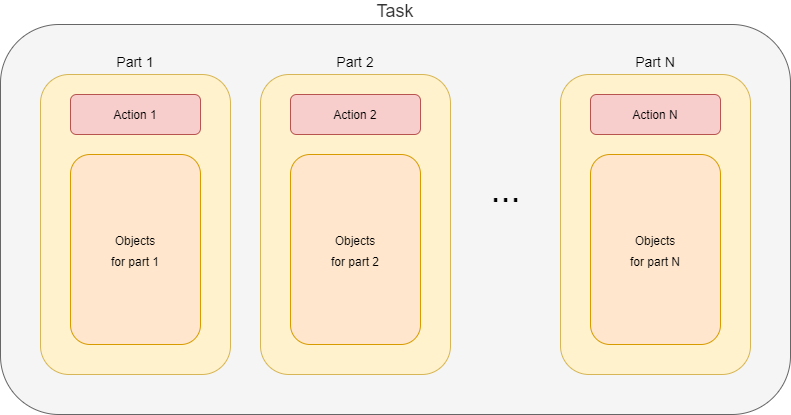 Task
Part 1
Action 1
Objects
for part 1
Part 2
Action 2
Objects
for part 2
...
Part N
Action N
Objects
for part N